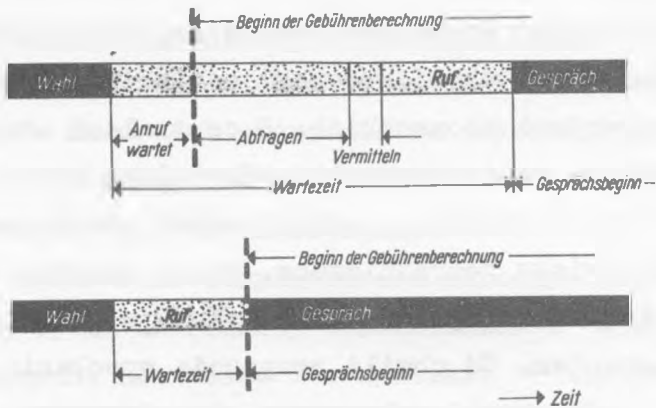 Beginn der Gebührenberechnung
Wahl Ruf Gespräch
Anruf
wartet
Abfragen
Vermitteln
Wartezeit Gesprächsbeginn
Beginn der Gebührenberechnung
Wahl Ruf Gespräch
Wartezeit Gesprächsbeginn
Zeit